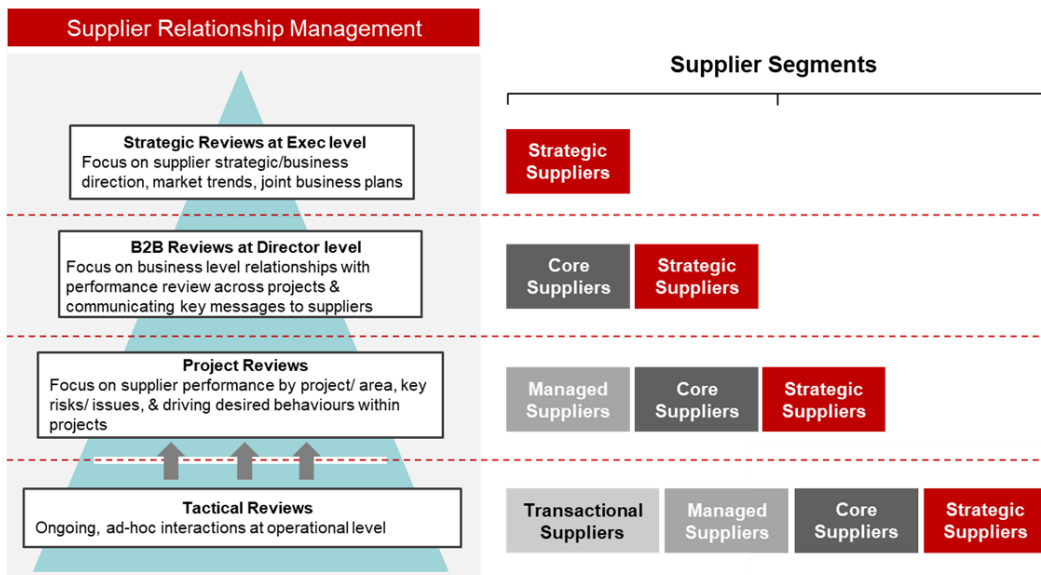 Supplier Relationship Management
Supplier Segments
Strategic Reviews at Exec level
Focus on supplier strategic/business
direction, market trends, joint business plans
Strategic
Suppliers
B2B Reviews at Director level
Focus on business level relationships with
performance review across projects &
communicating key messages to suppliers
Core
Suppliers
Strategic
Suppliers
Project Reviews
Focus on supplier performance by project/ area, key
risks/ issues, & driving desired behaviours within
projects
Managed
Suppliers
Core
Suppliers
Strategic
Suppliers
Tactical Reviews
Ongoing, ad-hoc interactions at operational level
Transactional
Suppliers
Managed
Suppliers
Core
Suppliers
Strategic
Suppliers